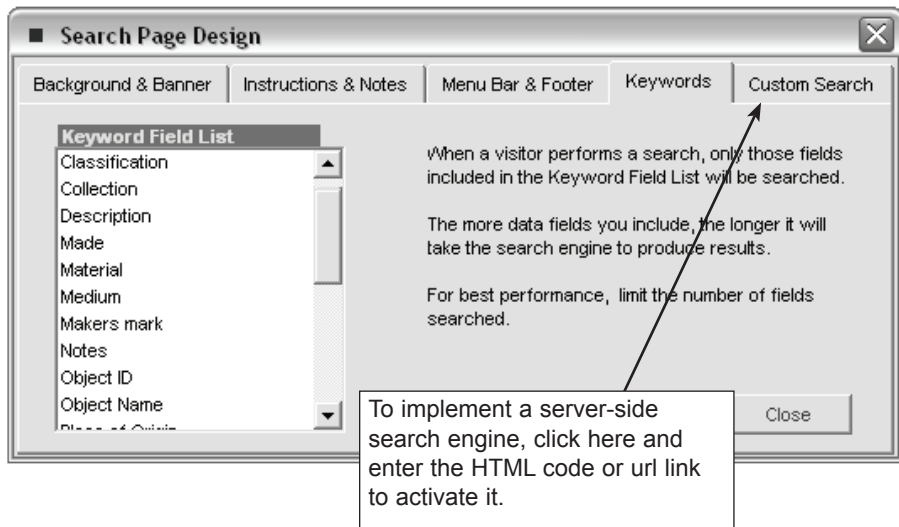 Search Page Design
Background & Banner
Instructions & Notes
Menu Bar & Footer
Keywords
Custom Search
Keyword Field List
Classification
Collection
Description
Made
Material
Medium
Makers mark
Notes
Object ID
Object Name
Place of Origin
When a visitor performs a search, only those fields
included in the Keyword Field List will be searched.
The more data fields you include, the longer it will
take the search engine to produce results.
For best performance, limit the number of fields
searched.
To implement a server-side
search engine, click here and
enter the HTML code or url link
to activate it.
Close